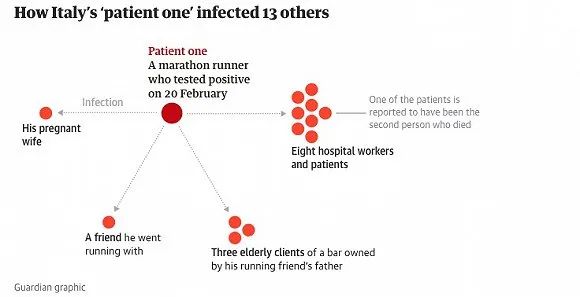 How Italy's ‘patient one’ infected 13 others
Patient one
A marathon runner
who tested positive
on 20 February
Infection
His pregnant
wife
One of the patients is
reported to have been the
second person who died
Eight hospital workers
and patients
A friend he went
running with
Three elderly clients of a bar owned
by his running friend's father
Guardian graphic